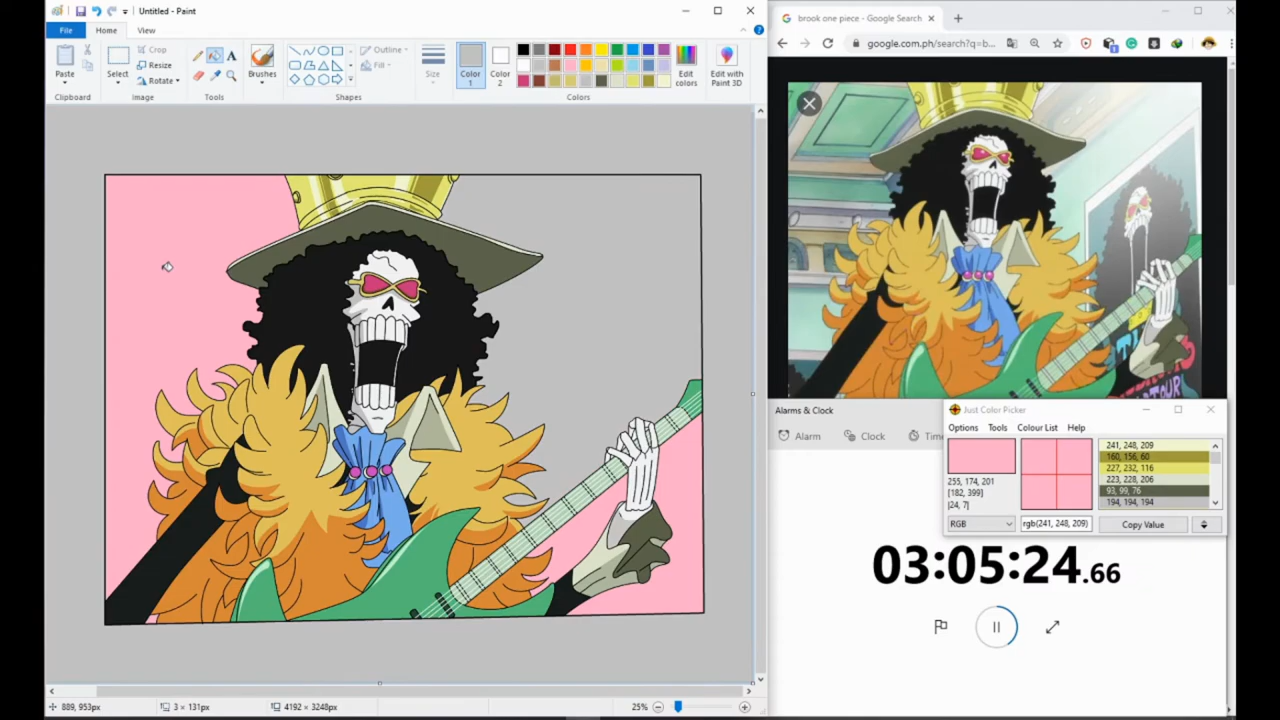 Untitled - Paint
brook one piece - Google Search
google.com.ph/search?q=b...
File
Home
View
Paste
Select
Crop
Resize
Rotate
Brushes
Outline
Fill
Size
Color 1
Color 2
Edit colors
Edit with Paint 3D
Clipboard
Image
Tools
Shapes
Colors
TOUR
Alarms & Clock
Just Color Picker
Options
Tools
Colour List
Help
Alarm
Clock
Time
255, 174, 201
[182, 399]
|24, 7|
241, 248, 209
160, 156, 60
227, 232, 116
223, 228, 206
93, 99, 76
194, 194, 194
RGB
rgb(241, 248, 209)
Copy Value
03:05:24.66
889, 953px
3 × 131px
4192 × 3248px
25%